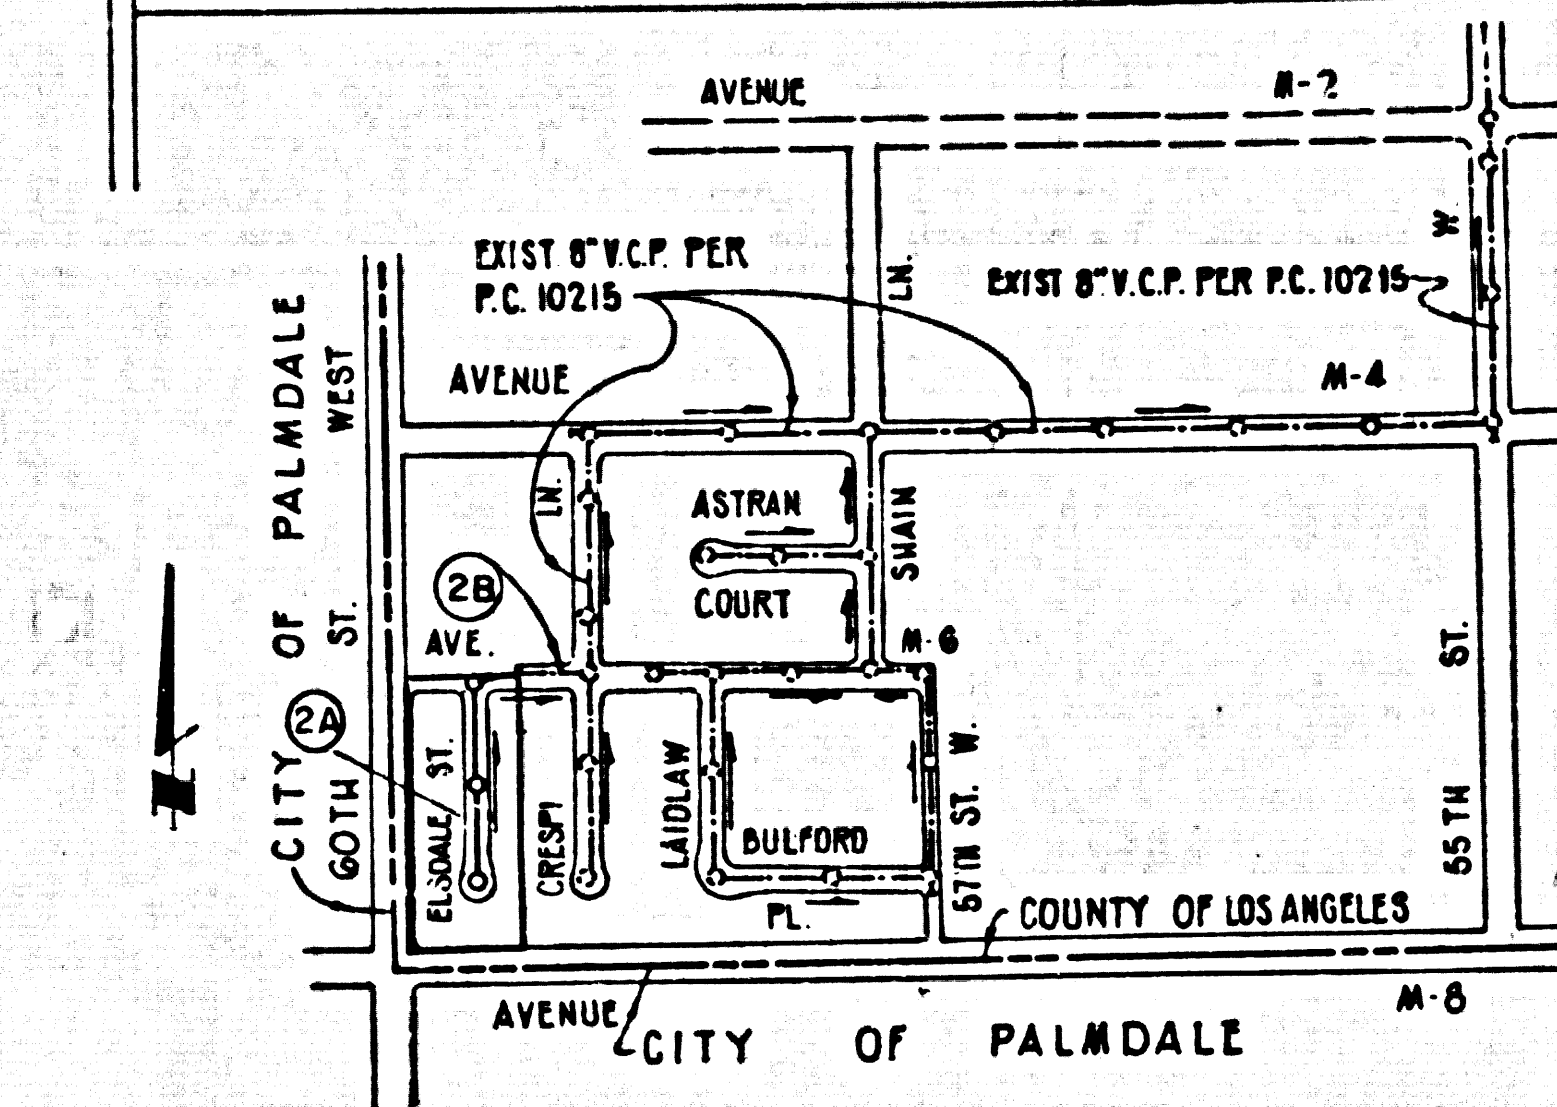 AVENUE M-2
EXIST 8" V.C.P. PER
P.C. 10215
LN.
EXIST 8" V.C.P. PER P.C. 10215
W.
AVENUE M-4
CITY OF PALMDALE
60TH ST. WEST
LN.
ASTRAN
COURT
SHAIN
2B
AVE. M-6
2A
ELSDALE ST.
CRESPI
LAIDLAW
BULFORD
PL.
57TH ST. W.
55TH ST.
COUNTY OF LOS ANGELES
AVENUE M-8
CITY OF PALMDALE
N